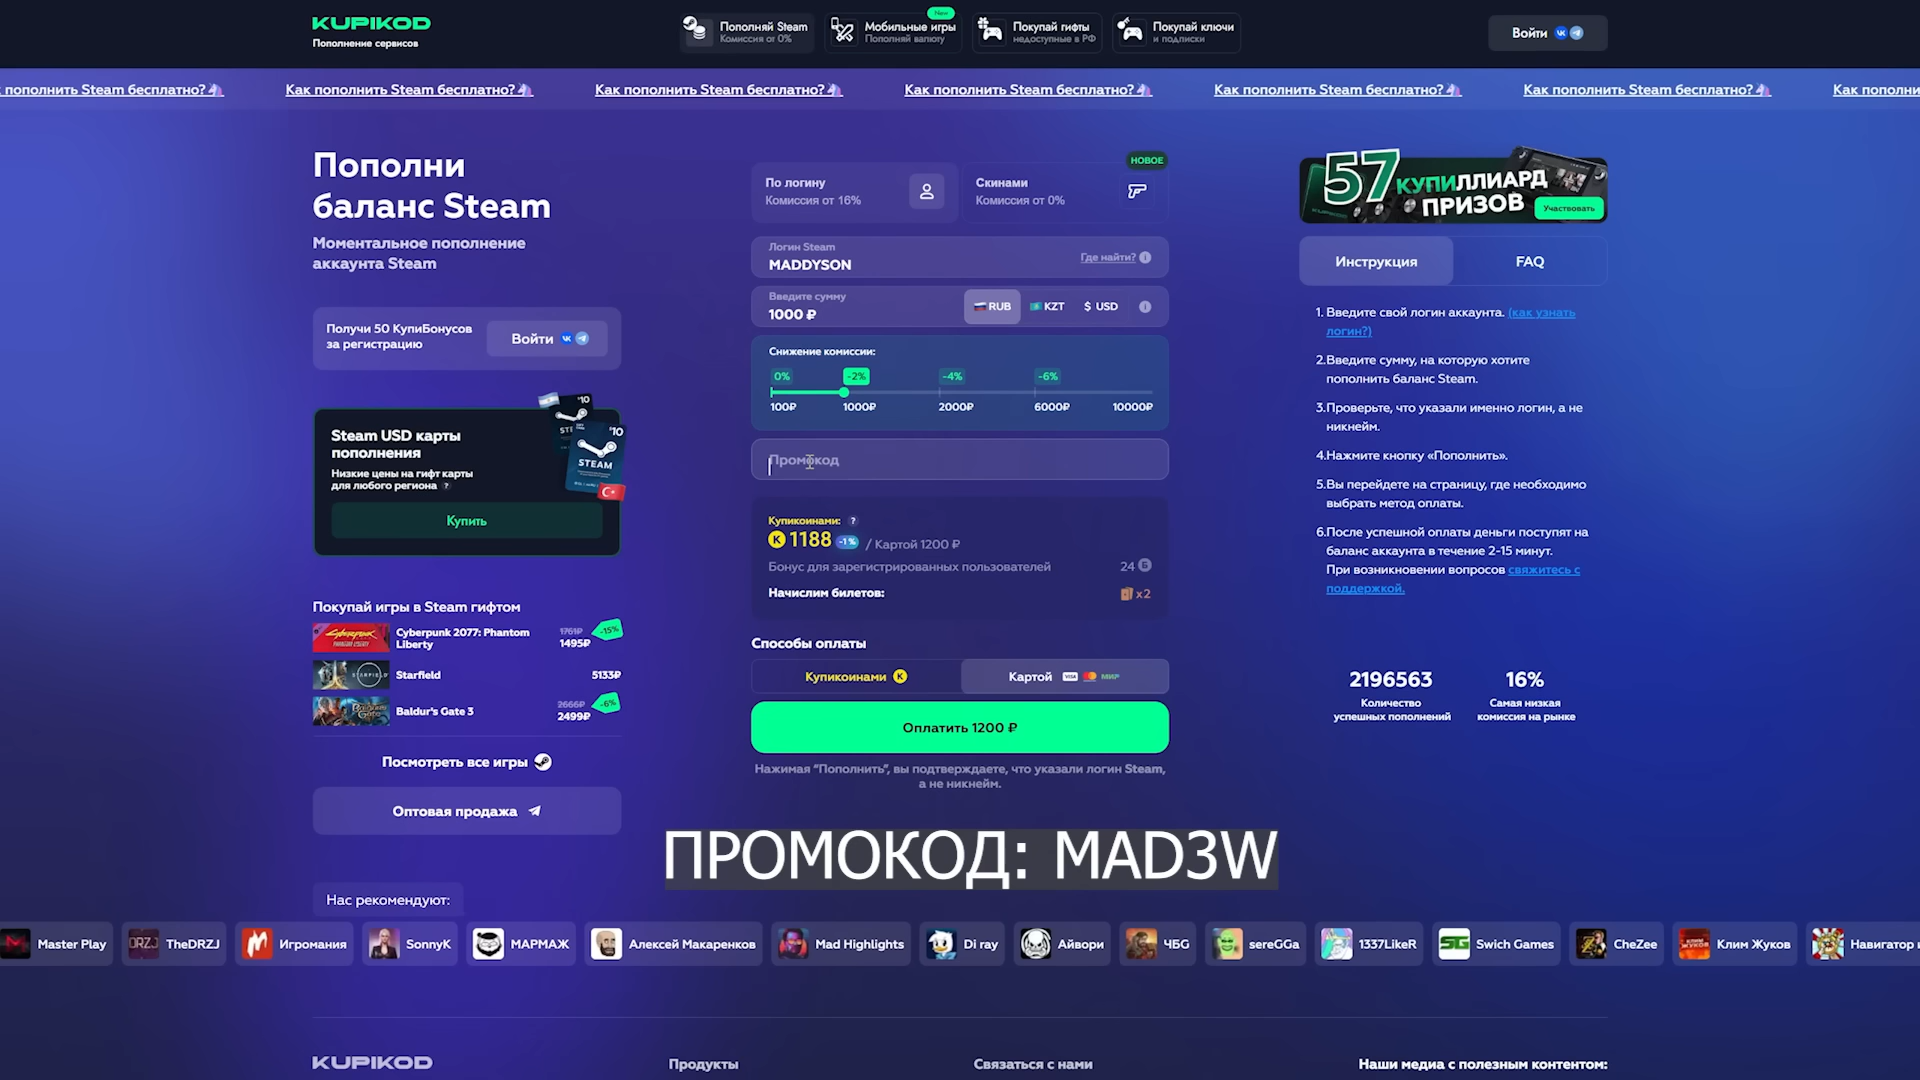 KUPIKOD
Пополнение сервисов
Пополняй Steam
Комиссия от 0%
New
Мобильные игры
Пополняй валюту
Покупай гифты
недоступные в РФ
Покупай ключи
и подписки
Войти
к пополнить Steam бесплатно?
Как пополнить Steam бесплатно?
Как пополнить Steam бесплатно?
Как пополнить Steam бесплатно?
Как пополнить Steam бесплатно?
Как пополнить Steam бесплатно?
Как пополни
Пополни
баланс Steam
Моментальное пополнение
аккаунта Steam
Получи 50 КупиБонусов
за регистрацию
Войти
Steam USD карты
пополнения
Низкие цены на гифт карты
для любого региона ?
$10
$10
STEAM
Купить
Покупай игры в Steam гифтом
Cyberpunk 2077: Phantom
Liberty
1761₽
1495₽
-15%
Starfield
5133₽
Baldur's Gate 3
2666₽
2499₽
-6%
Посмотреть все игры
Оптовая продажа
По логину
Комиссия от 16%
НОВОЕ
Скинами
Комиссия от 0%
Логин Steam
MADDYSON
Где найти?
Введите сумму
1000 ₽
RUB
KZT
$ USD
Снижение комиссии:
0%
-2%
-4%
-6%
100₽
1000₽
2000₽
6000₽
10000₽
Промокод
Купикоинами: ?
1188 -1% / Картой 1200 ₽
Бонус для зарегистрированных пользователей
24 Б
Начислим билетов:
x2
Способы оплаты
Купикоинами K
Картой VISA МИР
Оплатить 1200 ₽
Нажимая “Пополнить”, вы подтверждаете, что указали логин Steam,
а не никнейм.
57 КУПИЛЛИАРД
ПРИЗОВ
Участвовать
Инструкция
FAQ
1. Введите свой логин аккаунта. (как узнать
логин?)
2.Введите сумму, на которую хотите
пополнить баланс Steam.
3.Проверьте, что указали именно логин, а не
никнейм.
4.Нажмите кнопку «Пополнить».
5.Вы перейдете на страницу, где необходимо
выбрать метод оплаты.
6.После успешной оплаты деньги поступят на
баланс аккаунта в течение 2-15 минут.
При возникновении вопросов свяжитесь с
поддержкой.
2196563
Количество
успешных пополнений
16%
Самая низкая
комиссия на рынке
ПРОМОКОД: MAD3W
Нас рекомендуют:
Master Play
TheDRZJ
Игромания
SonnyK
МАРМАЖ
Алексей Макаренков
Mad Highlights
Di ray
Айвори
ЧБГ
sereGGa
1337LikeR
Swich Games
CheZee
Клим Жуков
Навигатор и
KUPIKOD
Продукты
Связаться с нами
Наши медиа с полезным контентом: